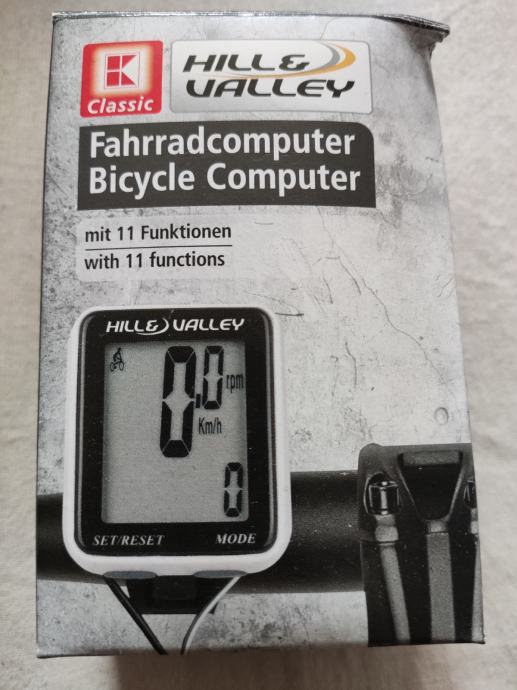 K
Classic
HILL & VALLEY
Fahrradcomputer
Bicycle Computer
mit 11 Funktionen
with 11 functions
HILL & VALLEY
0.0 rpm
Km/h
0
SET/RESET MODE